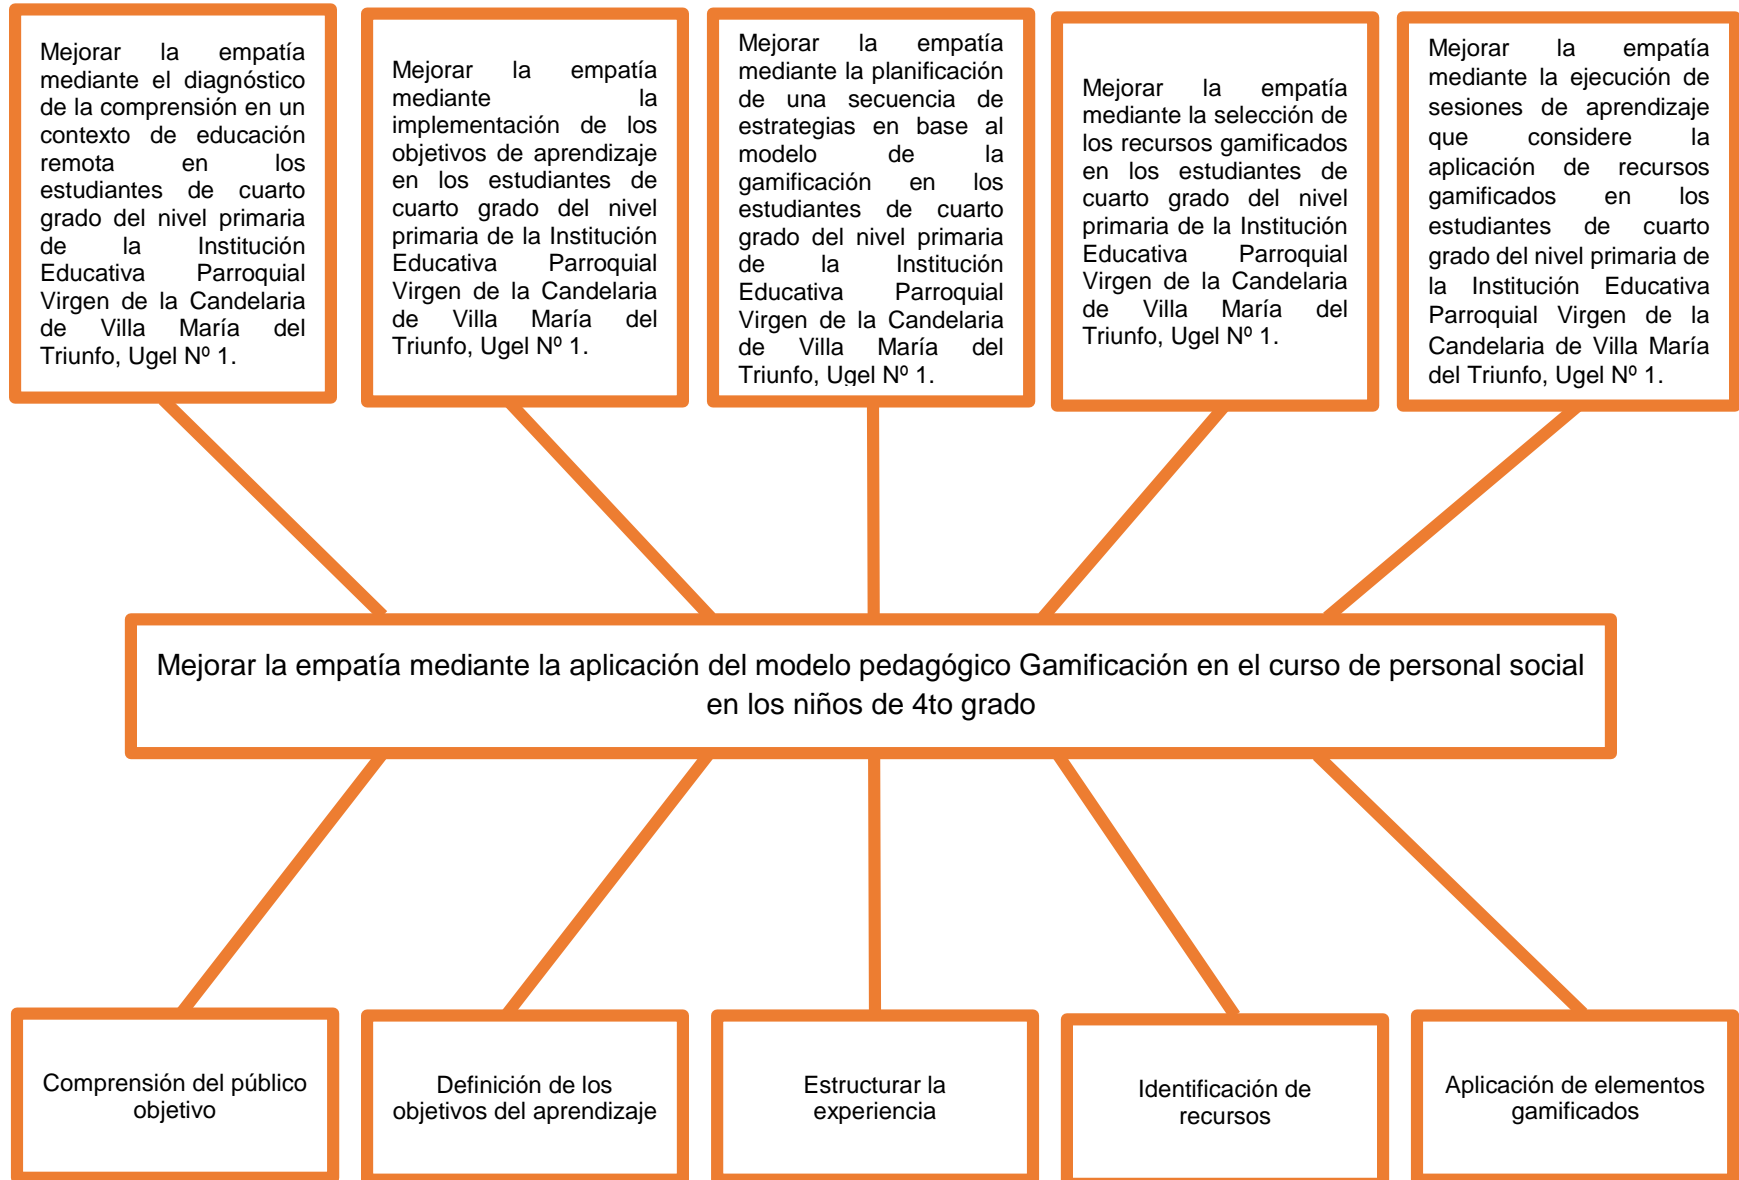 Mejorar la empatía
mediante el diagnóstico
de la comprensión en un
contexto de educación
remota en los
estudiantes de cuarto
grado del nivel primaria
de la Institución
Educativa Parroquial
Virgen de la Candelaria
de Villa María del
Triunfo, Ugel Nº 1.
Mejorar la empatía
mediante la
implementación de los
objetivos de aprendizaje
en los estudiantes de
cuarto grado del nivel
primaria de la Institución
Educativa Parroquial
Virgen de la Candelaria
de Villa María del
Triunfo, Ugel Nº 1.
Mejorar la empatía
mediante la planificación
de una secuencia de
estrategias en base al
modelo de la
gamificación en los
estudiantes de cuarto
grado del nivel primaria
de la Institución
Educativa Parroquial
Virgen de la Candelaria
de Villa María del
Triunfo, Ugel Nº 1.
Mejorar la empatía
mediante la selección de
los recursos gamificados
en los estudiantes de
cuarto grado del nivel
primaria de la Institución
Educativa Parroquial
Virgen de la Candelaria
de Villa María del
Triunfo, Ugel Nº 1.
Mejorar la empatía
mediante la ejecución de
sesiones de aprendizaje
que considere la
aplicación de recursos
gamificados en los
estudiantes de cuarto
grado del nivel primaria de
la Institución Educativa
Parroquial Virgen de la
Candelaria de Villa María
del Triunfo, Ugel Nº 1.
Mejorar la empatía mediante la aplicación del modelo pedagógico Gamificación en el curso de personal social
en los niños de 4to grado
Comprensión del público
objetivo
Definición de los
objetivos del aprendizaje
Estructurar la
experiencia
Identificación de
recursos
Aplicación de elementos
gamificados